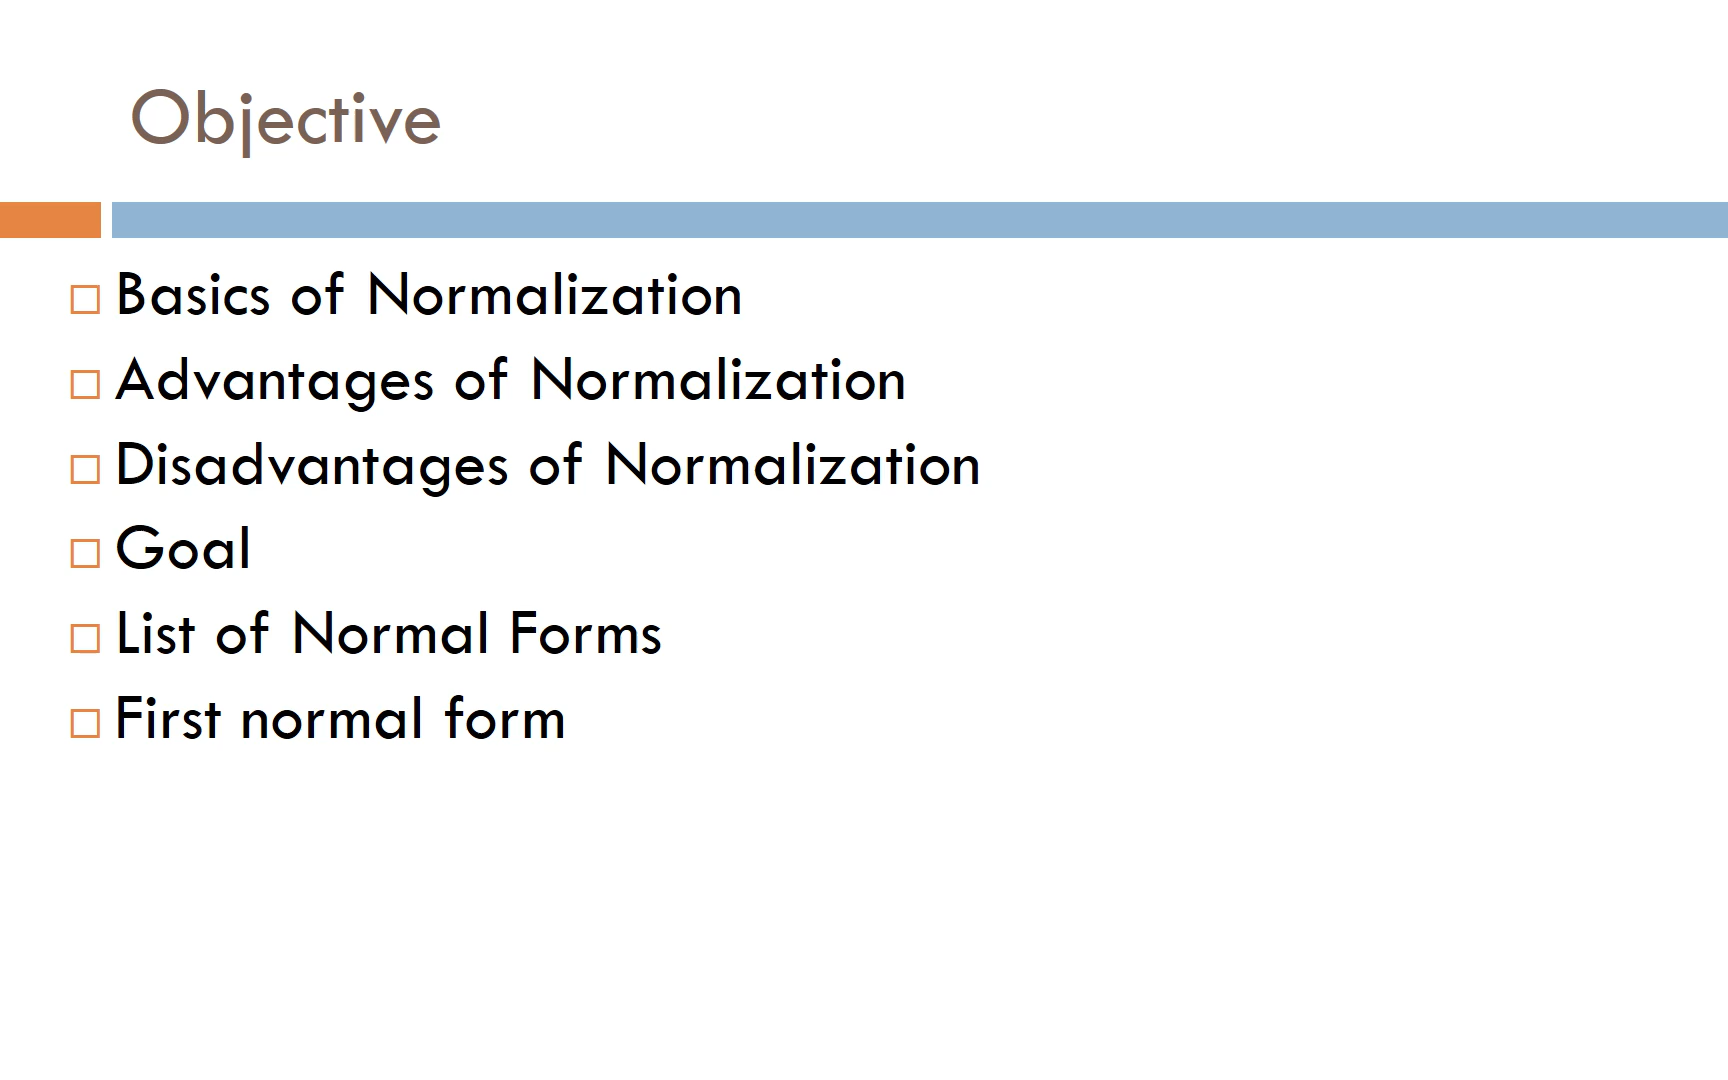 Objective
Basics of Normalization
Advantages of Normalization
Disadvantages of Normalization
Goal
List of Normal Forms
First normal form